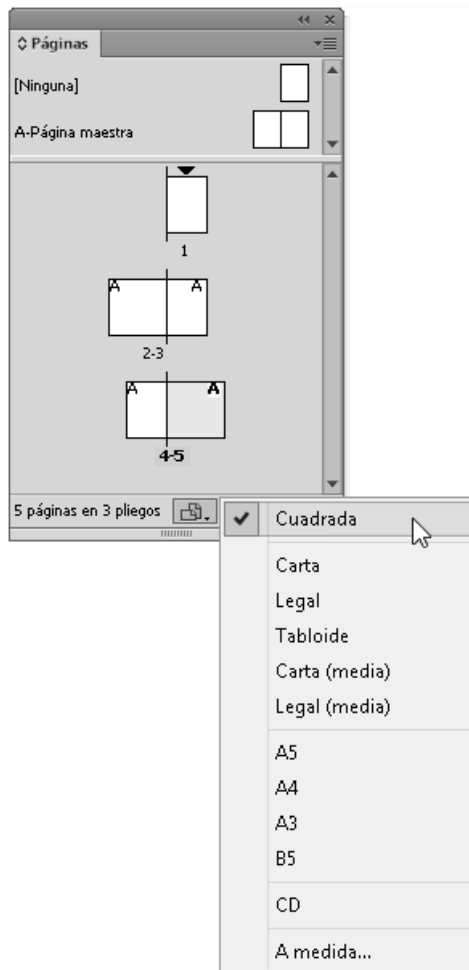 Páginas
[Ninguna]
A-Página maestra
1
A A
2-3
A A
4-5
5 páginas en 3 pliegos
Cuadrada
Carta
Legal
Tabloide
Carta (media)
Legal (media)
A5
A4
A3
B5
CD
A medida...